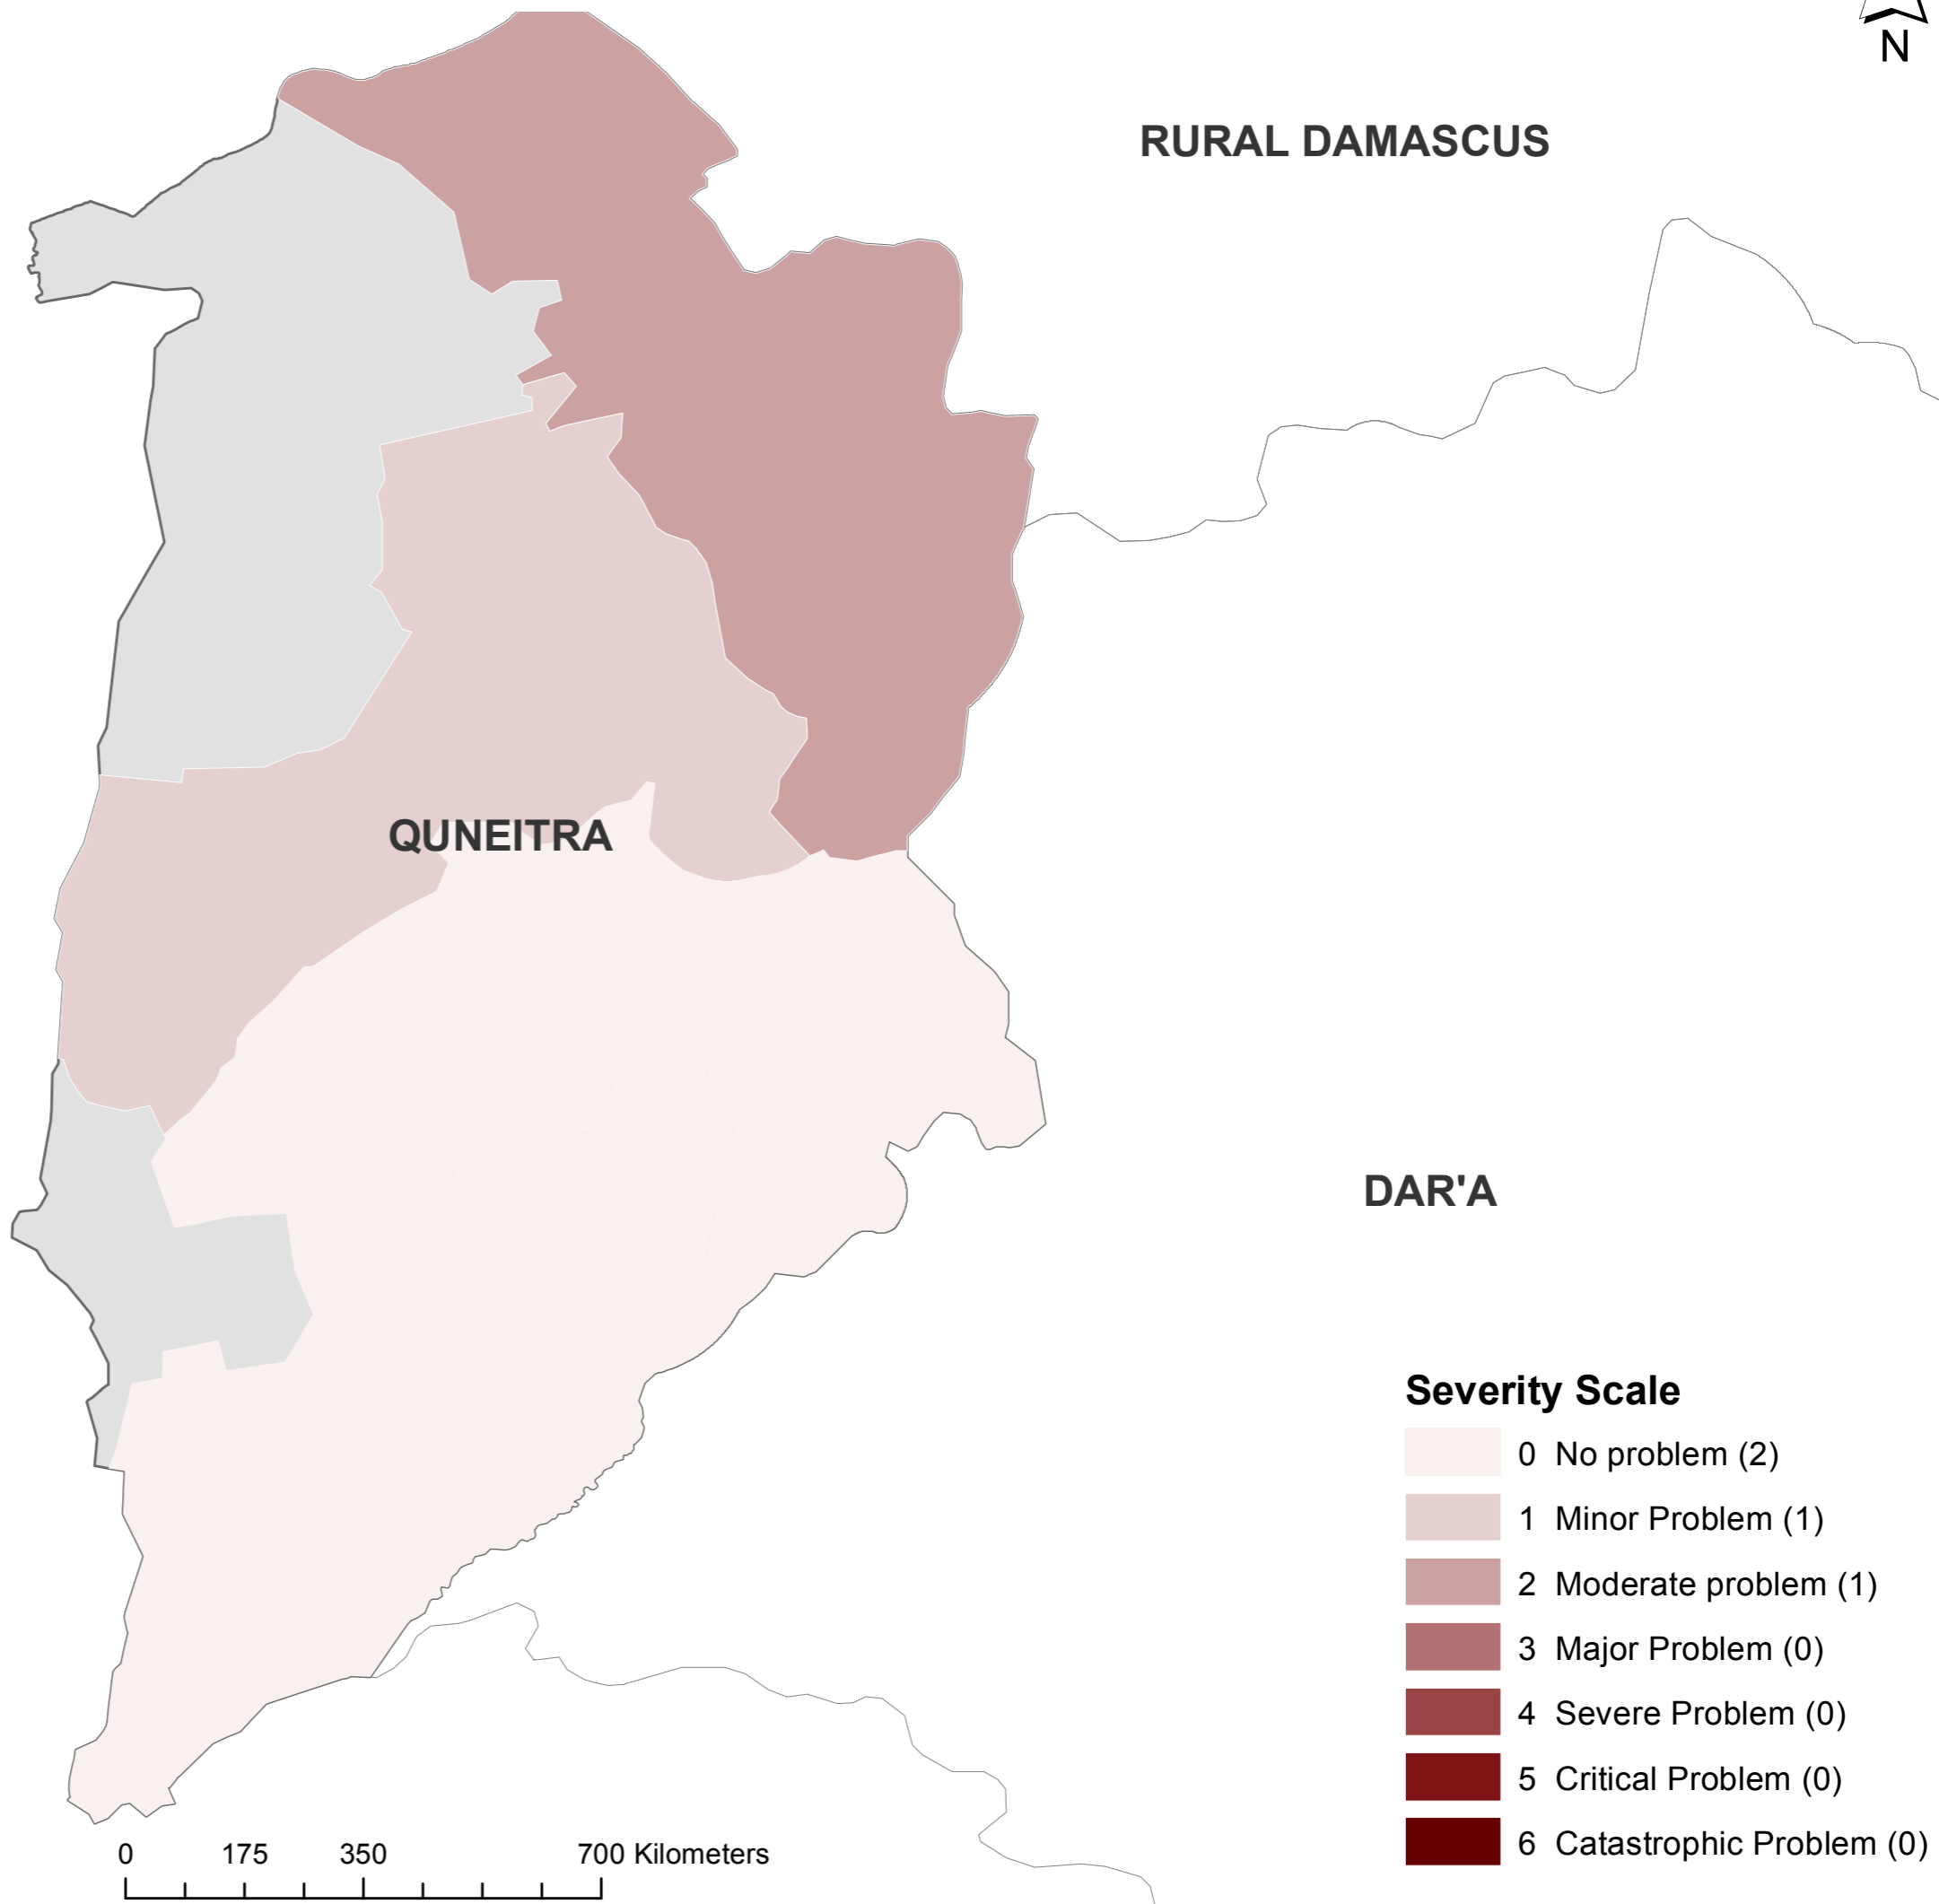 N
RURAL DAMASCUS
QUNEITRA
DAR'A
Severity Scale
0 No problem (2)
1 Minor Problem (1)
2 Moderate problem (1)
3 Major Problem (0)
4 Severe Problem (0)
5 Critical Problem (0)
6 Catastrophic Problem (0)
0 175 350 700 Kilometers